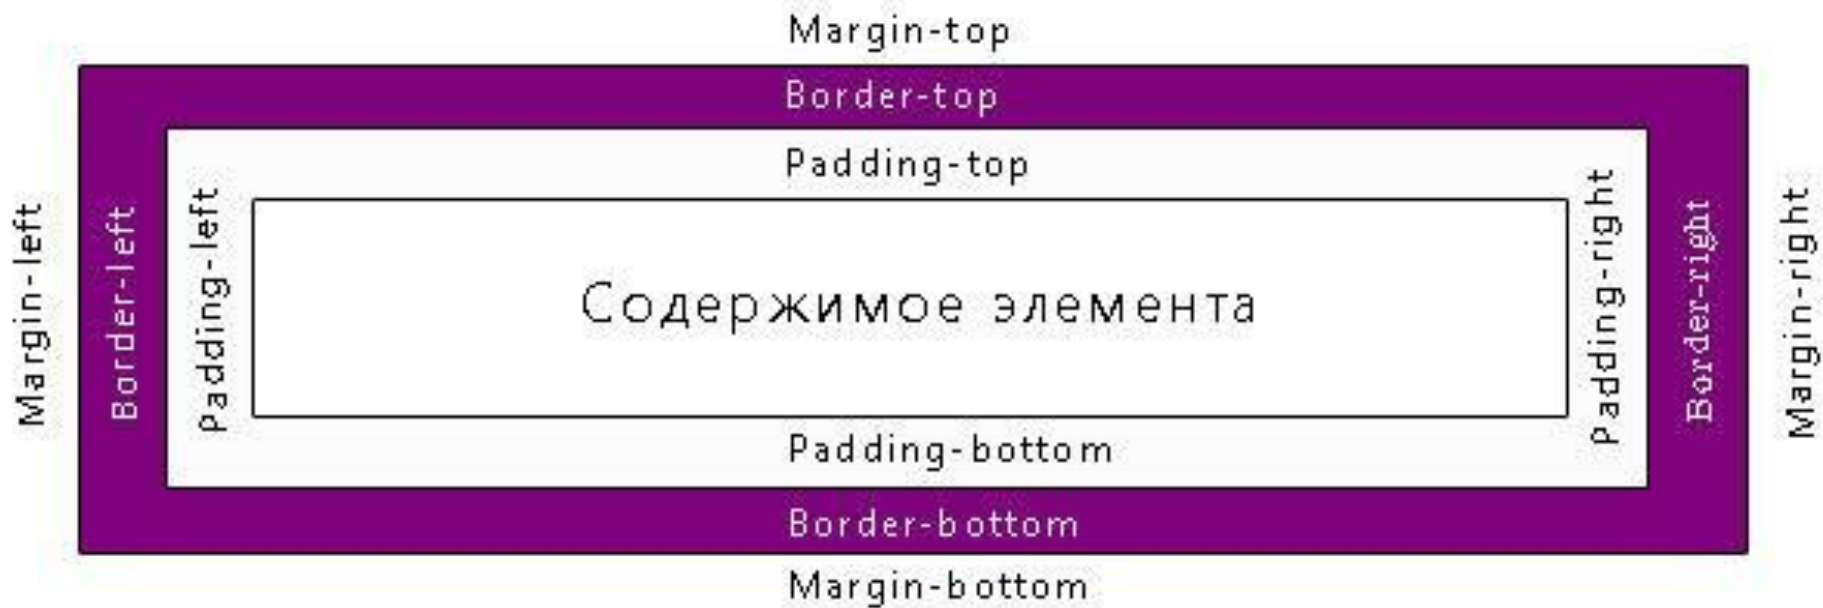 Margin-top
Border-top
Padding-top
Margin-left
Border-left
Padding-left
Содержимое элемента
Padding-right
Border-right
Margin-right
Padding-bottom
Border-bottom
Margin-bottom